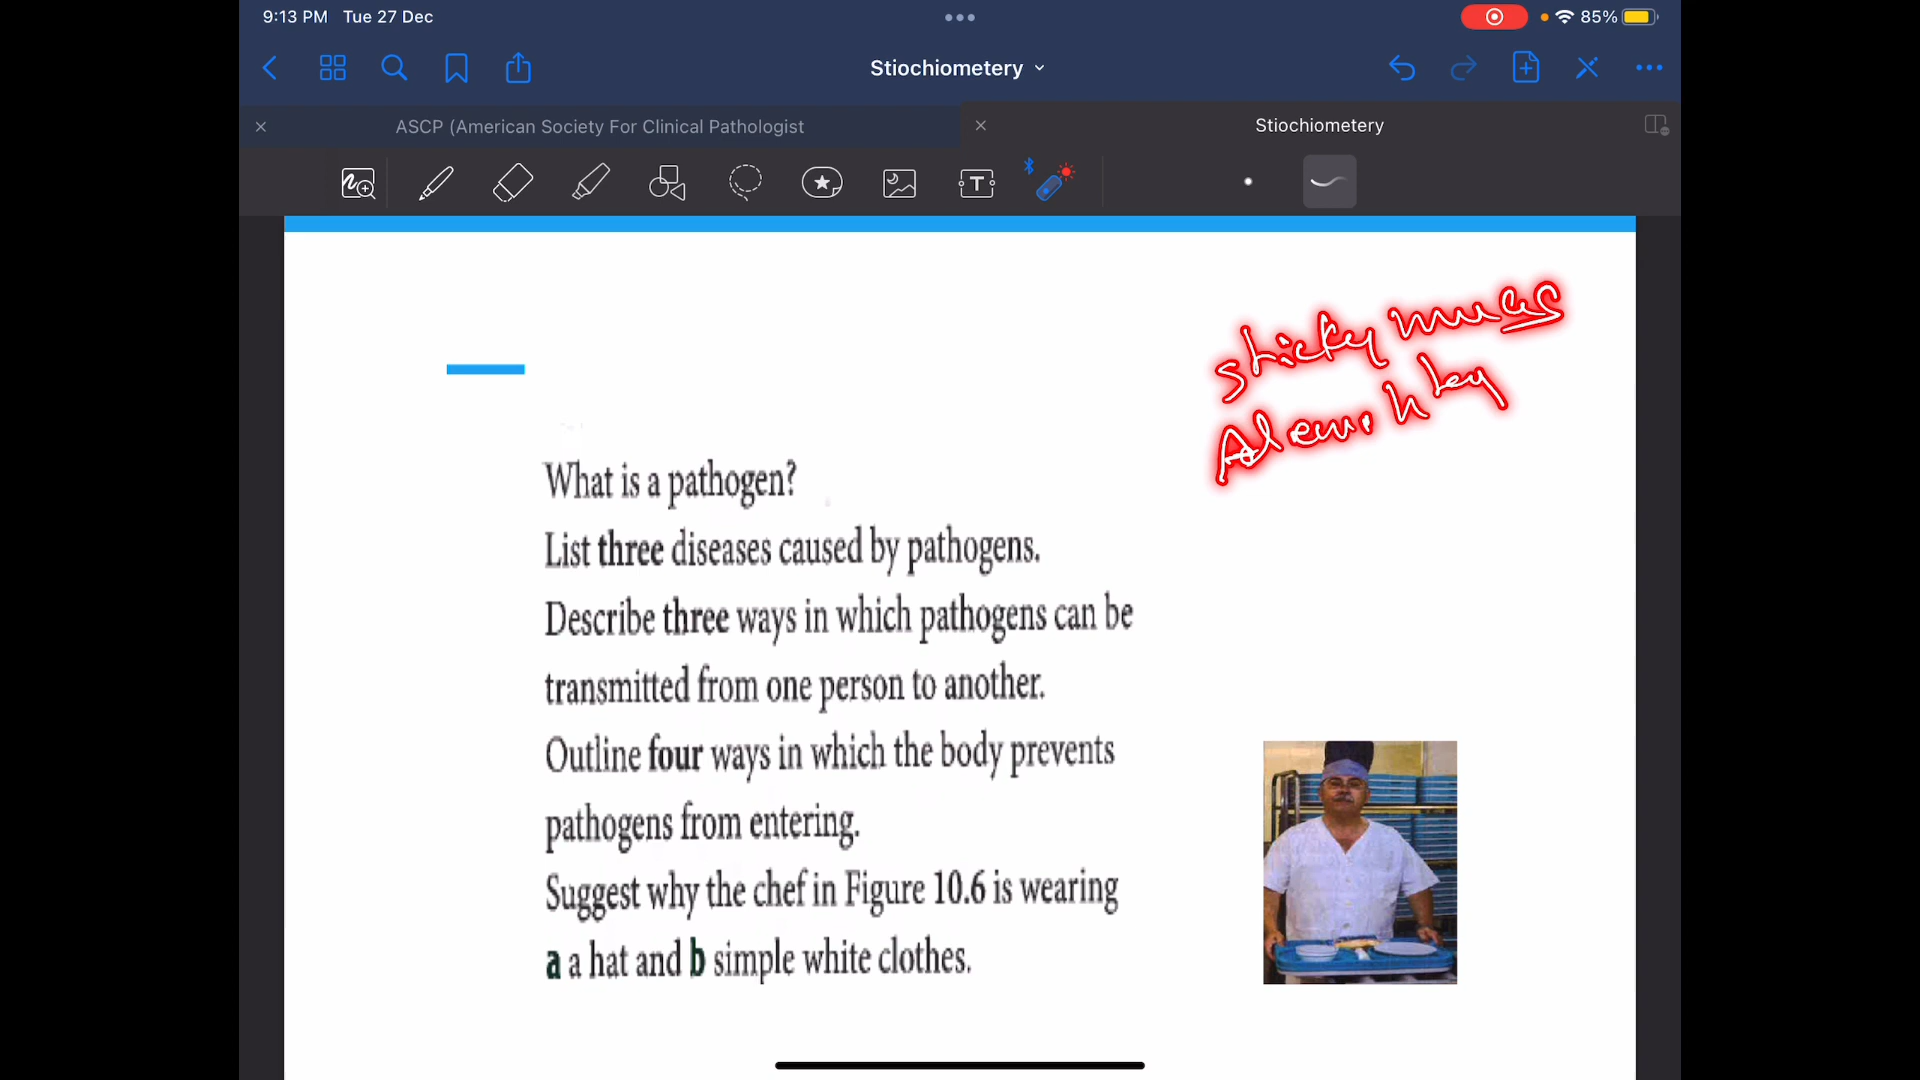 9:13 PM Tue 27 Dec
85%
Stiochiometery
ASCP (American Society For Clinical Pathologist
Stiochiometery
T
sticky mucus
by
What is a pathogen?
List three diseases caused by pathogens.
Describe three ways in which pathogens can be
transmitted from one person to another.
Outline four ways in which the body prevents
pathogens from entering.
Suggest why the chef in Figure 10.6 is wearing
a a hat and b simple white clothes.